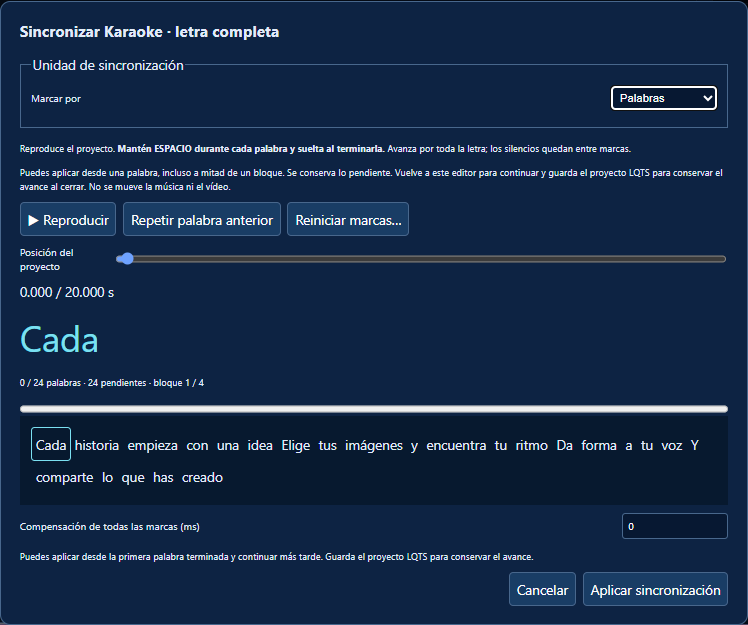 Sincronizar Karaoke · letra completa
Unidad de sincronización
Marcar por
Palabras
Reproduce el proyecto. Mantén ESPACIO durante cada palabra y suelta al terminarla. Avanza por toda la letra; los silencios quedan entre marcas.
Puedes aplicar desde una palabra, incluso a mitad de un bloque. Se conserva lo pendiente. Vuelve a este editor para continuar y guarda el proyecto LQTS para conservar el
avance al cerrar. No se mueve la música ni el vídeo.
▶ Reproducir
Repetir palabra anterior
Reiniciar marcas...
Posición del
proyecto
0.000 / 20.000 s
Cada
0 / 24 palabras · 24 pendientes · bloque 1 / 4
Cada historia empieza con una idea Elige tus imágenes y encuentra tu ritmo Da forma a tu voz Y
comparte lo que has creado
Compensación de todas las marcas (ms)
0
Puedes aplicar desde la primera palabra terminada y continuar más tarde. Guarda el proyecto LQTS para conservar el avance.
Cancelar
Aplicar sincronización